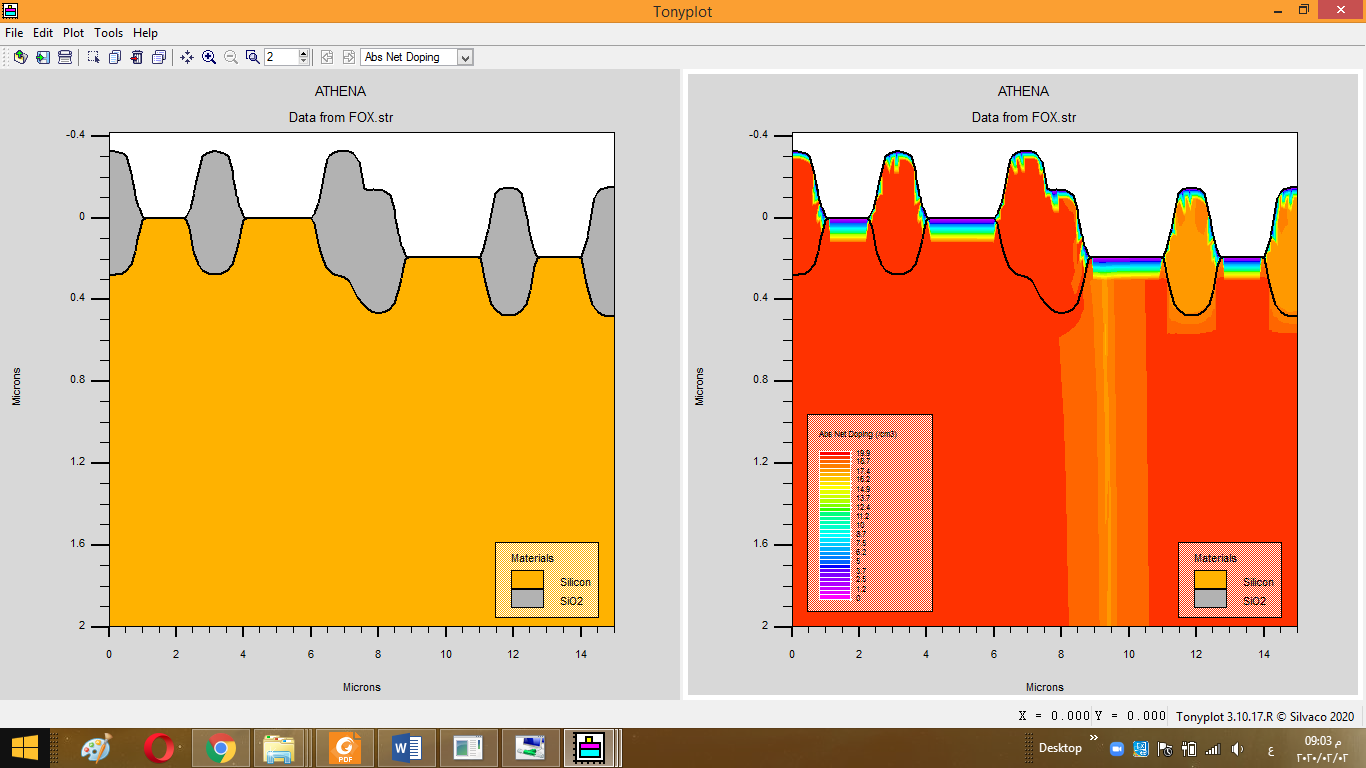 Tonyplot
File Edit Plot Tools Help
2 Abs Net Doping
ATHENA
Data from FOX.str
-0.4
0
0.4
0.8
1.2
1.6
2
Microns
0 2 4 6 8 10 12 14
Microns
Materials
Silicon
SiO2
ATHENA
Data from FOX.str
-0.4
0
0.4
0.8
1.2
1.6
2
Microns
0 2 4 6 8 10 12 14
Microns
Abs Net Doping (/cm3)
19.9
18.7
17.4
16.2
14.9
13.7
12.4
11.2
10
8.7
7.5
6.2
5
3.7
2.5
1.2
0
Materials
Silicon
SiO2
X = 0.000 Y = 0.000 Tonyplot 3.10.17.R © Silvaco 2020
PDF
W
Desktop » ع
09:03 م
٢٠٢٠/٠٢/٠٢